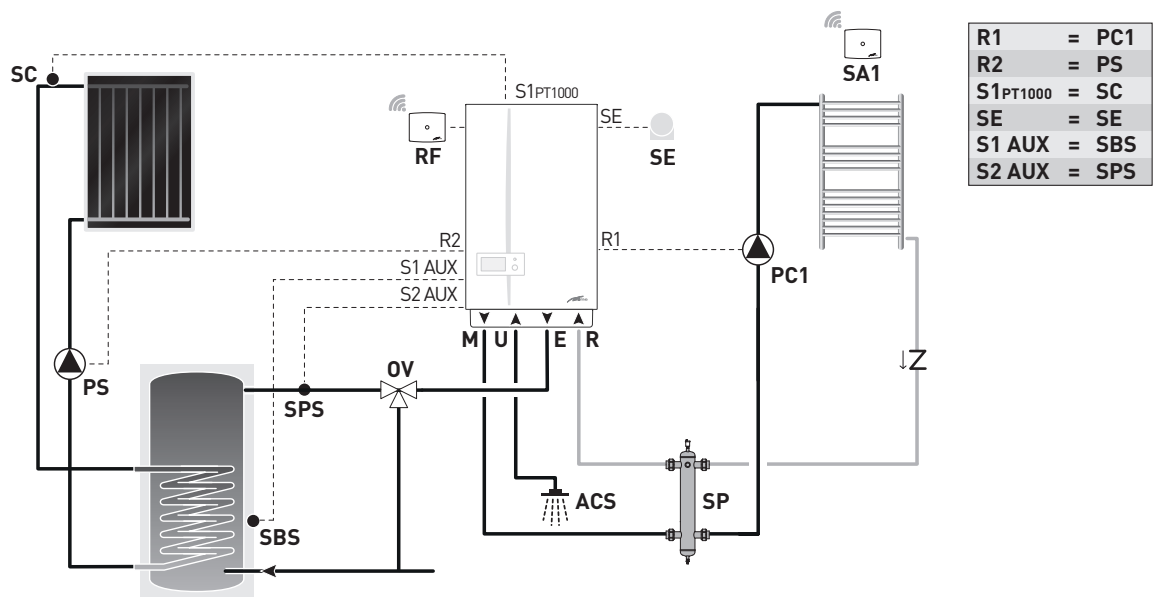 SC
S1PT1000
RF
SE
SE
SA1
R1 = PC1
R2 = PS
S1PT1000 = SC
SE = SE
S1 AUX = SBS
S2 AUX = SPS
R2
R1
S1 AUX
S2 AUX
PC1
M U E R
PS
OV
SPS
Z
ACS
SP
SBS